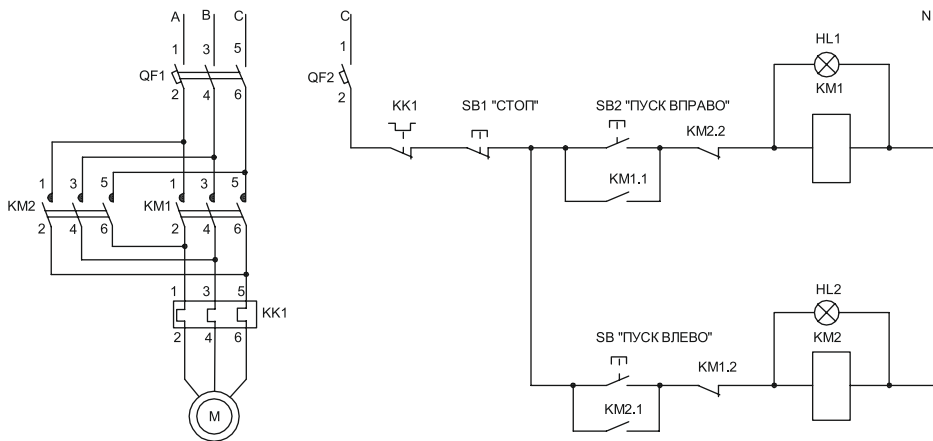 A B C
1 3 5
QF1
2 4 6
1 3 5 1 3 5
KM2 KM1
2 4 6 2 4 6
1 3 5
KK1
2 4 6
M
C N
1
QF2
2
KK1
SB1 "СТОП"
SB2 "ПУСК ВПРАВО"
KM2.2
HL1
KM1
KM1.1
SB "ПУСК ВЛЕВО"
KM1.2
HL2
KM2
KM2.1